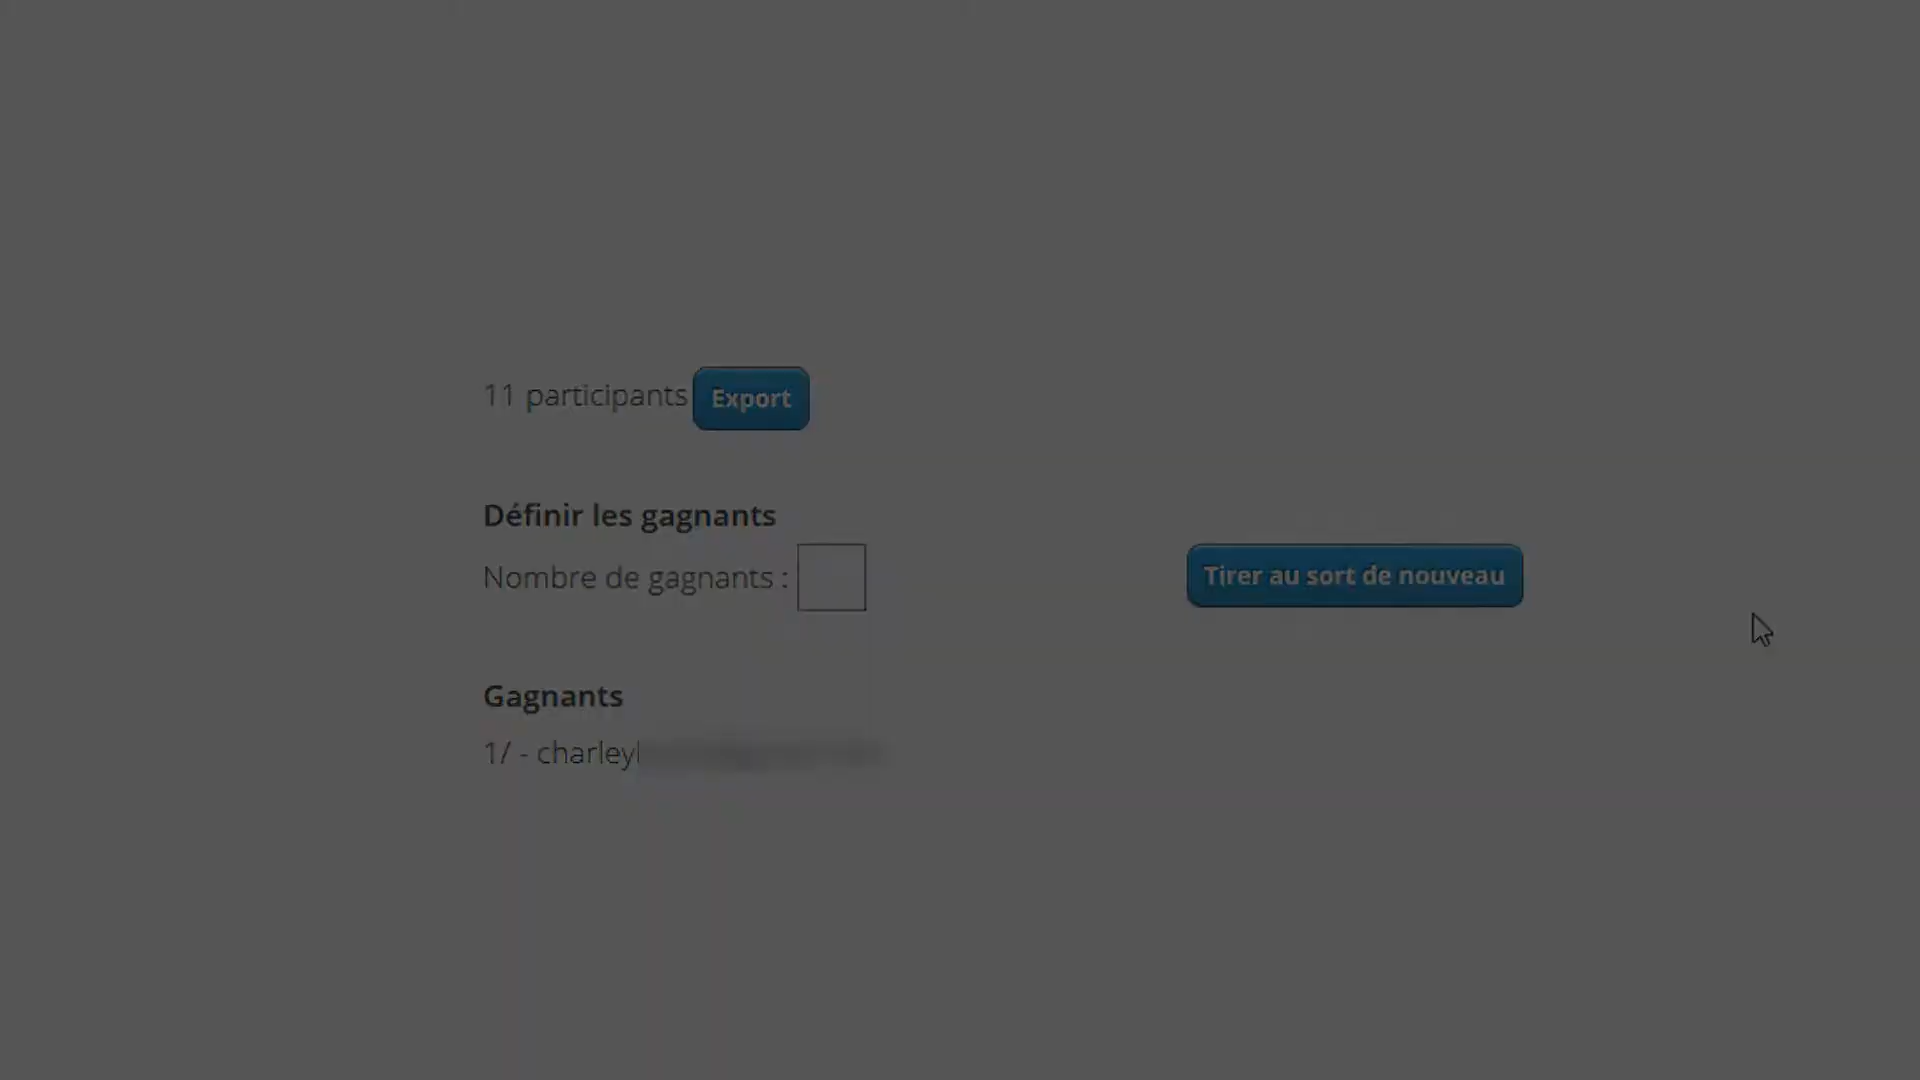 11 participants Export
Définir les gagnants
Nombre de gagnants :
Tirer au sort de nouveau
Gagnants
1/ - charley